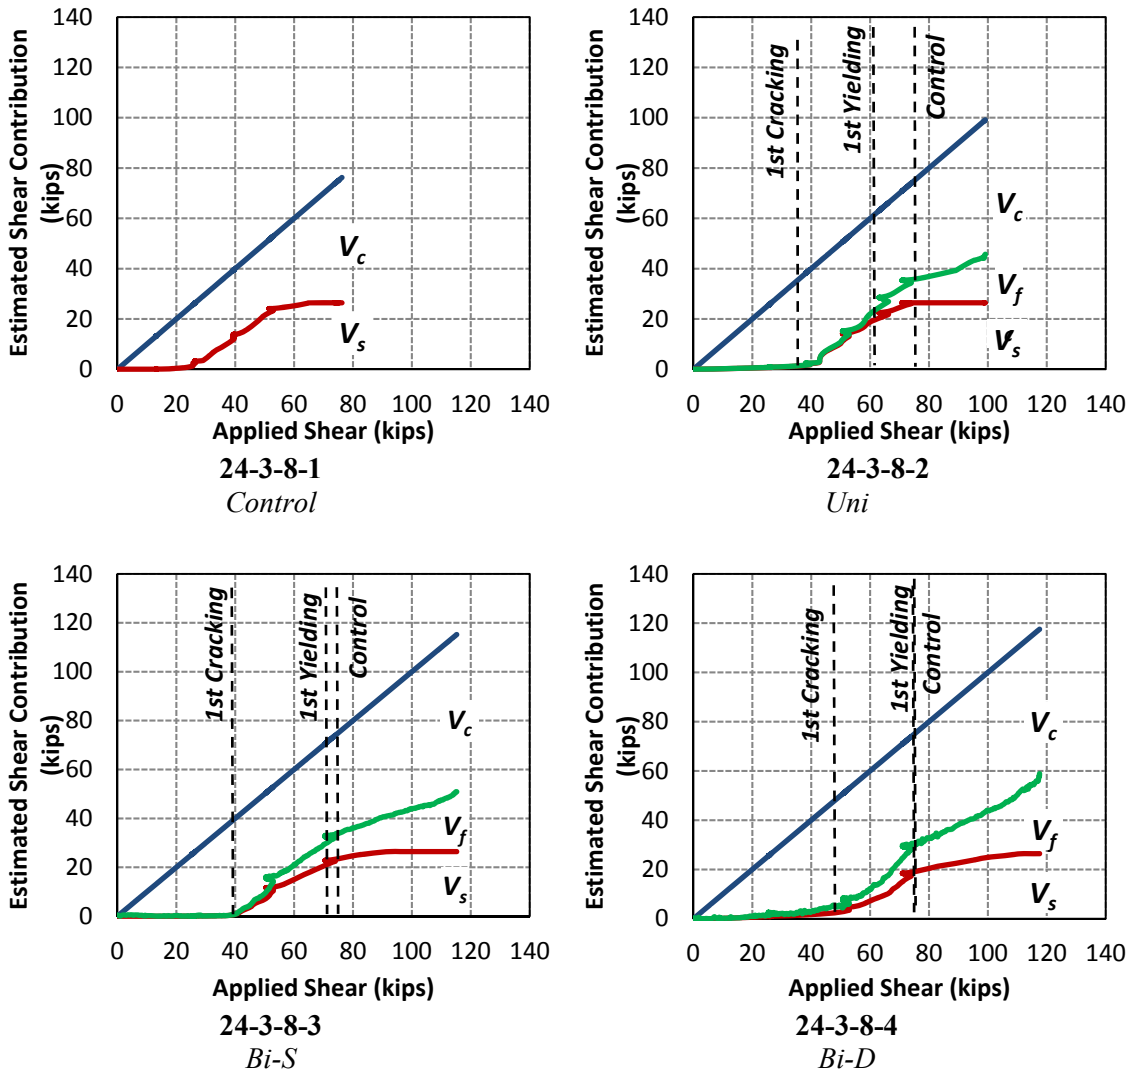 Estimated Shear Contribution
(kips)
140
120
100
80
60
40
20
0
V_c
V_s
0 20 40 60 80 100 120 140
Applied Shear (kips)
24-3-8-1
Control
Estimated Shear Contribution
(kips)
140
120
100
80
60
40
20
0
1st Cracking
1st Yielding
Control
V_c
V_f
V_s
0 20 40 60 80 100 120 140
Applied Shear (kips)
24-3-8-2
Uni
Estimated Shear Contribution
(kips)
140
120
100
80
60
40
20
0
1st Cracking
1st Yielding
Control
V_c
V_f
V_s
0 20 40 60 80 100 120 140
Applied Shear (kips)
24-3-8-3
Bi-S
Estimated Shear Contribution
(kips)
140
120
100
80
60
40
20
0
1st Cracking
1st Yielding
Control
V_c
V_f
V_s
0 20 40 60 80 100 120 140
Applied Shear (kips)
24-3-8-4
Bi-D